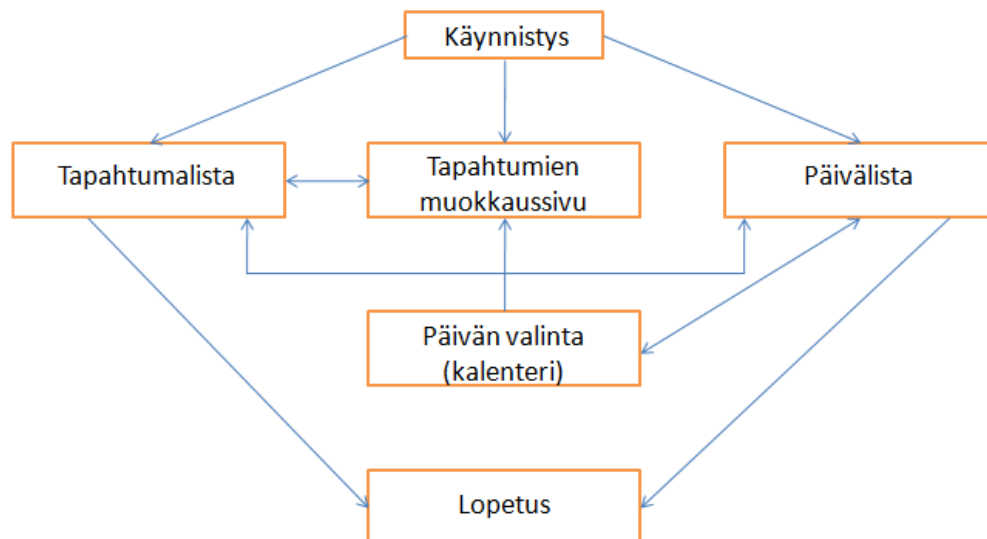 Käynnistys
Tapahtumalista
Tapahtumien
muokkaussivu
Päivälista
Päivän valinta
(kalenteri)
Lopetus